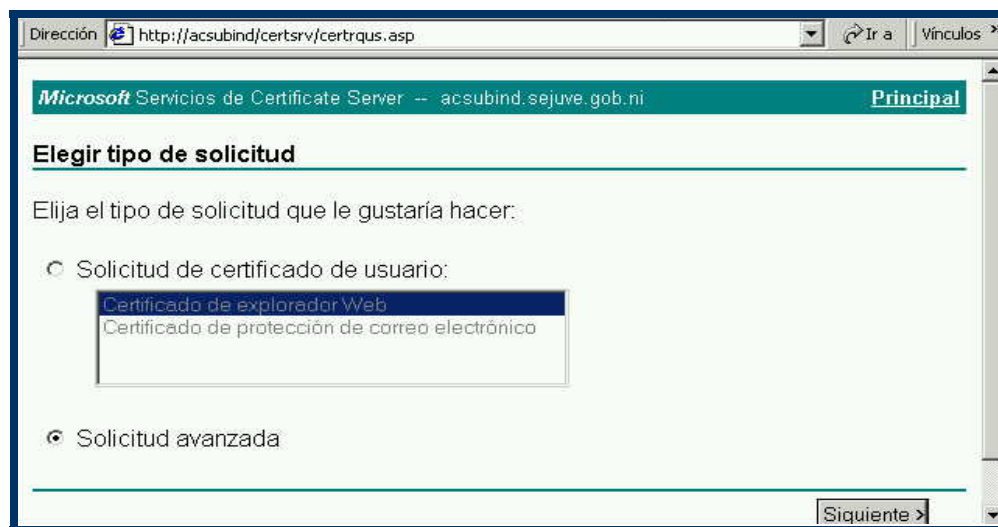 Dirección http://acsubind/certsrv/certrqus.asp Ir a Vínculos »
Microsoft Servicios de Certificate Server -- acsubind.sejuve.gob.ni Principal
Elegir tipo de solicitud
Elija el tipo de solicitud que le gustaría hacer:
Solicitud de certificado de usuario:
Certificado de explorador Web
Certificado de protección de correo electrónico
Solicitud avanzada
Siguiente >